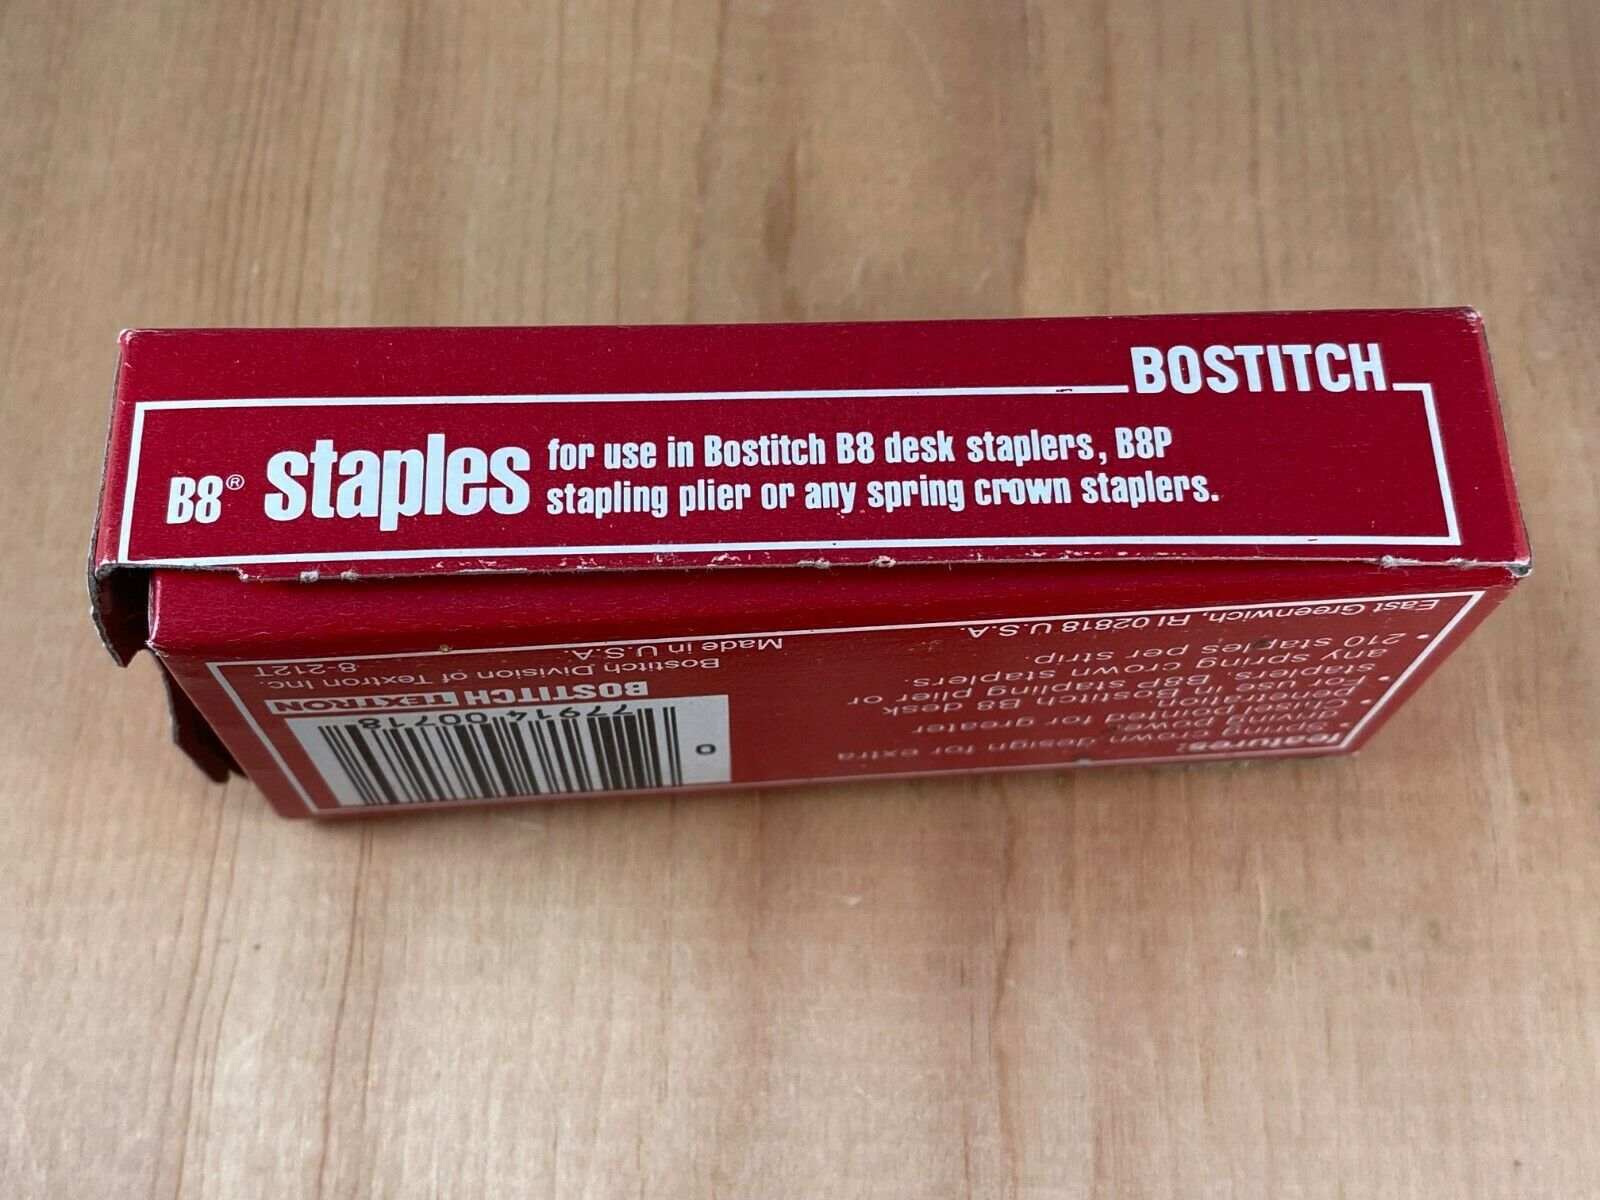 BOSTITCH
B8® staples for use in Bostitch B8 desk staplers, B8P
stapling plier or any spring crown staplers.
features:
• Spring crown design for extra
driving power.
• Chisel pointed for greater
penetration.
• For use in Bostitch B8 desk
staplers, B8P Stapling plier or
any spring crown staplers.
• 210 staples per strip.
0 77914 00718
BOSTITCH TEXTRON
Bostitch Division of Textron Inc.
East Greenwich, RI 02818 U.S.A.
Made in U.S.A.
8-212T